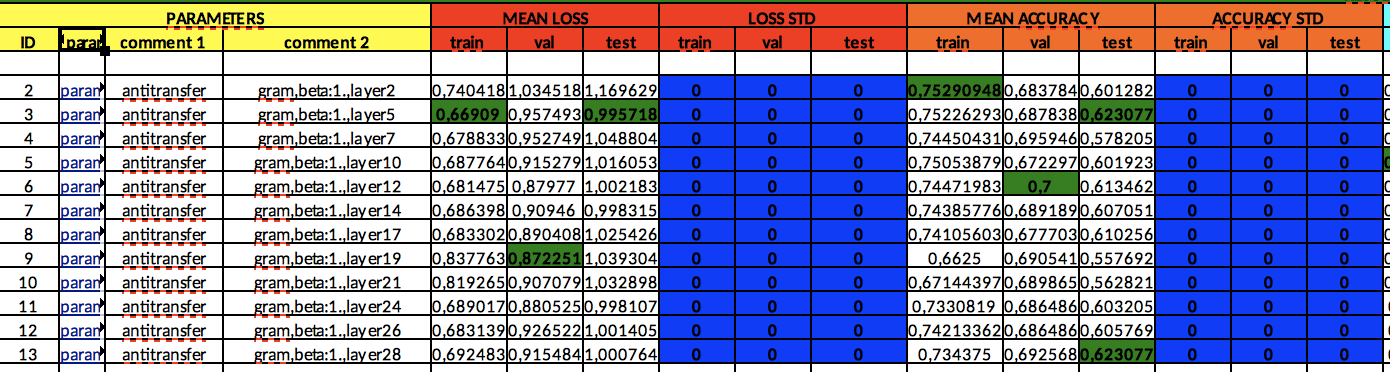 PARAMETERS MEAN LOSS LOSS STD MEAN ACCURACY ACCURACY STD
ID param comment 1 comment 2 train val test train val test train val test train val test
2 param antitransfer gram,beta:1.,layer2 0,740418 1,034518 1,169629 0 0 0 0,75290948 0,683784 0,601282 0 0 0
3 param antitransfer gram,beta:1.,layer5 0,66909 0,957493 0,995718 0 0 0 0,75226293 0,687838 0,623077 0 0 0
4 param antitransfer gram,beta:1.,layer7 0,678833 0,952749 1,048804 0 0 0 0,74450431 0,695946 0,578205 0 0 0
5 param antitransfer gram,beta:1.,layer10 0,687764 0,915279 1,016053 0 0 0 0,75053879 0,672297 0,601923 0 0 0
6 param antitransfer gram,beta:1.,layer12 0,681475 0,87977 1,002183 0 0 0 0,74471983 0,7 0,613462 0 0 0
7 param antitransfer gram,beta:1.,layer14 0,686398 0,90946 0,998315 0 0 0 0,74385776 0,689189 0,607051 0 0 0
8 param antitransfer gram,beta:1.,layer17 0,683302 0,890408 1,025426 0 0 0 0,74105603 0,677703 0,610256 0 0 0
9 param antitransfer gram,beta:1.,layer19 0,837763 0,872251 1,039304 0 0 0 0,6625 0,690541 0,557692 0 0 0
10 param antitransfer gram,beta:1.,layer21 0,819265 0,907079 1,032898 0 0 0 0,67144397 0,689865 0,562821 0 0 0
11 param antitransfer gram,beta:1.,layer24 0,689017 0,880525 0,998107 0 0 0 0,7330819 0,686486 0,603205 0 0 0
12 param antitransfer gram,beta:1.,layer26 0,683139 0,926522 1,001405 0 0 0 0,74213362 0,686486 0,605769 0 0 0
13 param antitransfer gram,beta:1.,layer28 0,692483 0,915484 1,000764 0 0 0 0,734375 0,692568 0,623077 0 0 0